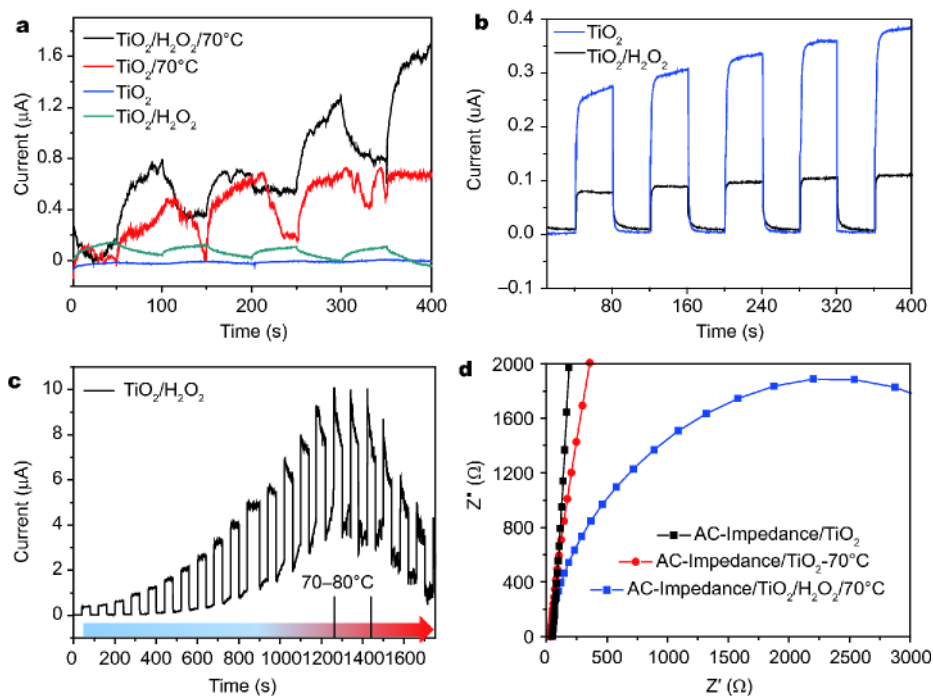 a
TiO₂/H₂O₂/70°C
TiO₂/70°C
TiO₂
TiO₂/H₂O₂
Current (μA)
1.6
1.2
0.8
0.4
0
0 100 200 300 400
Time (s)
b
TiO₂
TiO₂/H₂O₂
Current (uA)
0.4
0.3
0.2
0.1
0.0
–0.1
80 160 240 320 400
Time (s)
c
TiO₂/H₂O₂
Current (μA)
10
8
6
4
2
0
70–80°C
0 200 400 600 800 1000 1200 1400 1600
Time (s)
d
Z" (Ω)
2000
1600
1200
800
400
0
AC-Impedance/TiO₂
AC-Impedance/TiO₂-70°C
AC-Impedance/TiO₂/H₂O₂/70°C
0 500 1000 1500 2000 2500 3000
Z′ (Ω)